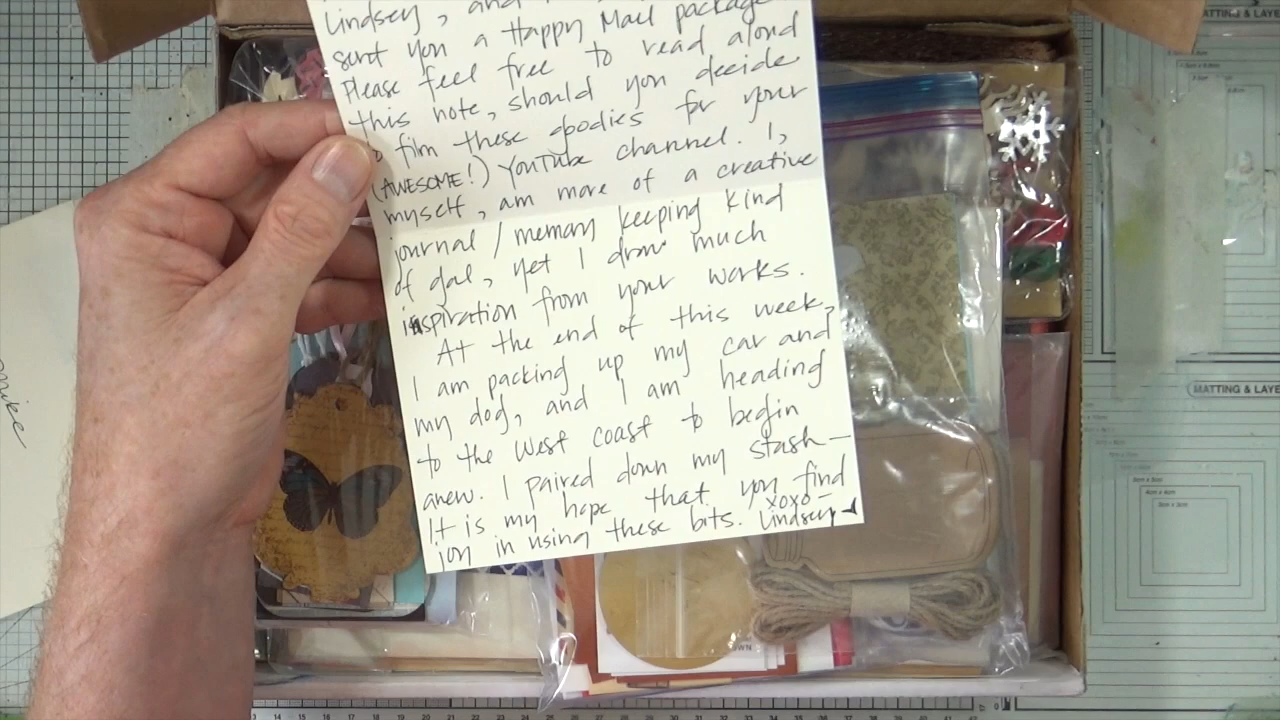 Lindsey, and
sent you a Happy Mail package
Please feel free to read aloud
this note, should you decide
to film these goodies for your
(AWESOME!) YouTube channel. I,
myself, am more of a creative
journal / memory keeping kind
of gal, yet I draw much
inspiration from your works.
At the end of this week,
I am packing up my car and
my dog, and I am heading
to the West Coast to begin
anew. I paired down my stash—
It is my hope that you find
joy in using these bits. xoxo—
Lindsey
MATTING & LAYE
MATTING & LAYE